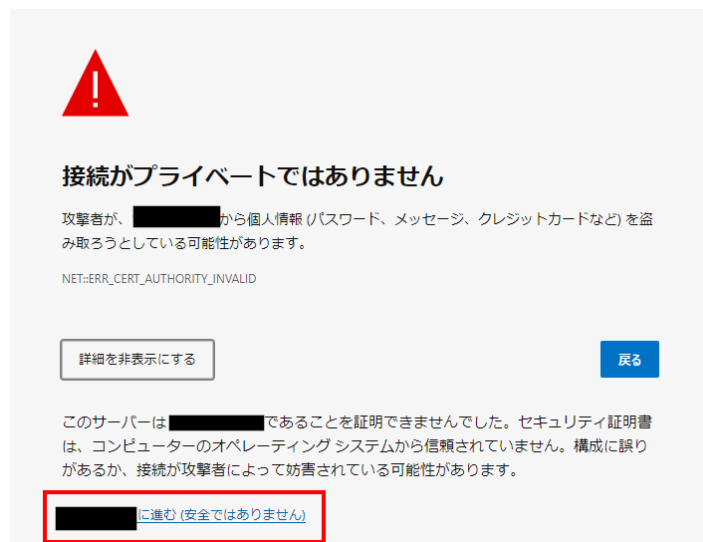 接続がプライベートではありません
攻撃者が、から個人情報 (パスワード、メッセージ、クレジットカードなど) を盗
み取ろうとしている可能性があります。
NET::ERR_CERT_AUTHORITY_INVALID
詳細を非表示にする
戻る
このサーバーは であることを証明できませんでした。セキュリティ証明書
は、コンピューターのオペレーティング システムから信頼されていません。構成に誤り
があるか、接続が攻撃者によって妨害されている可能性があります。
に進む (安全ではありません)